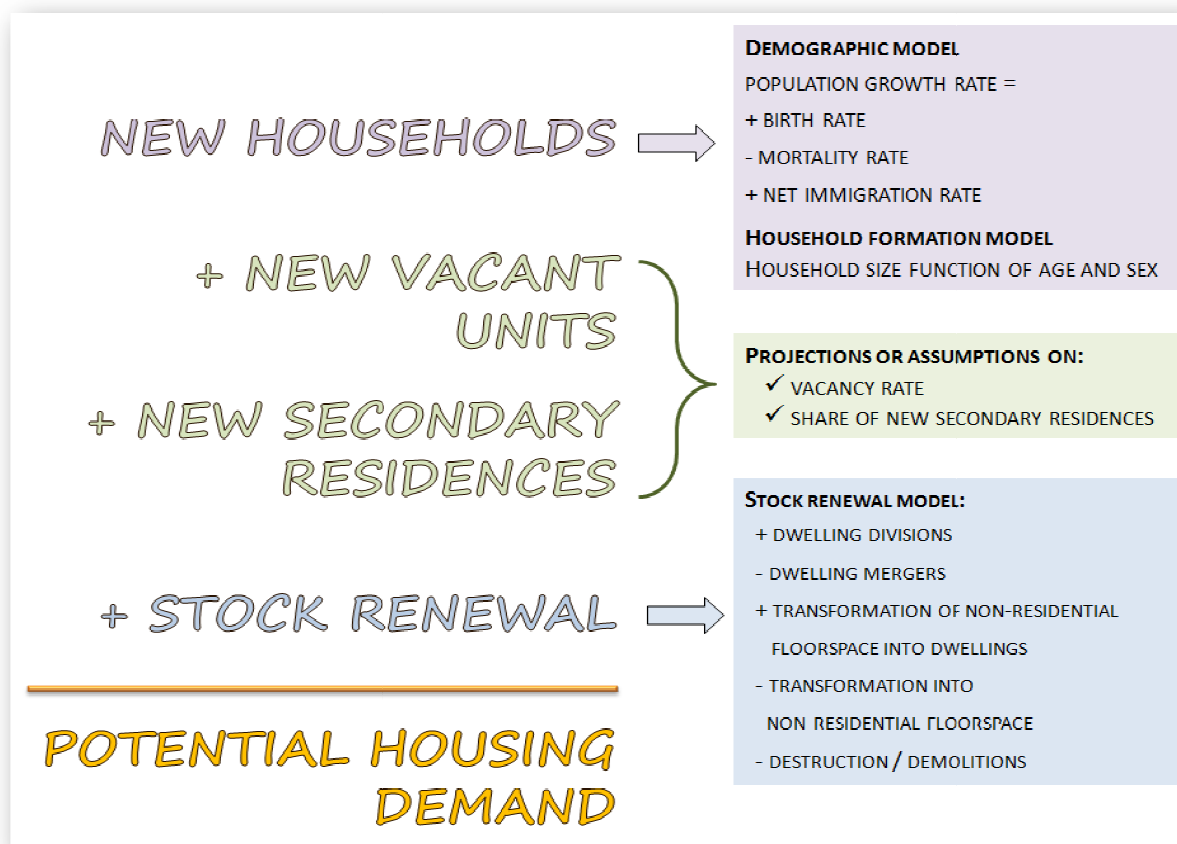 NEW HOUSEHOLDS
+ NEW VACANT
UNITS
+ NEW SECONDARY
RESIDENCES
+ STOCK RENEWAL
POTENTIAL HOUSING
DEMAND
DEMOGRAPHIC MODEL
POPULATION GROWTH RATE =
+ BIRTH RATE
- MORTALITY RATE
+ NET IMMIGRATION RATE
HOUSEHOLD FORMATION MODEL
HOUSEHOLD SIZE FUNCTION OF AGE AND SEX
PROJECTIONS OR ASSUMPTIONS ON:
✓ VACANCY RATE
✓ SHARE OF NEW SECONDARY RESIDENCES
STOCK RENEWAL MODEL:
+ DWELLING DIVISIONS
- DWELLING MERGERS
+ TRANSFORMATION OF NON-RESIDENTIAL
FLOORSPACE INTO DWELLINGS
- TRANSFORMATION INTO
NON RESIDENTIAL FLOORSPACE
- DESTRUCTION / DEMOLITIONS